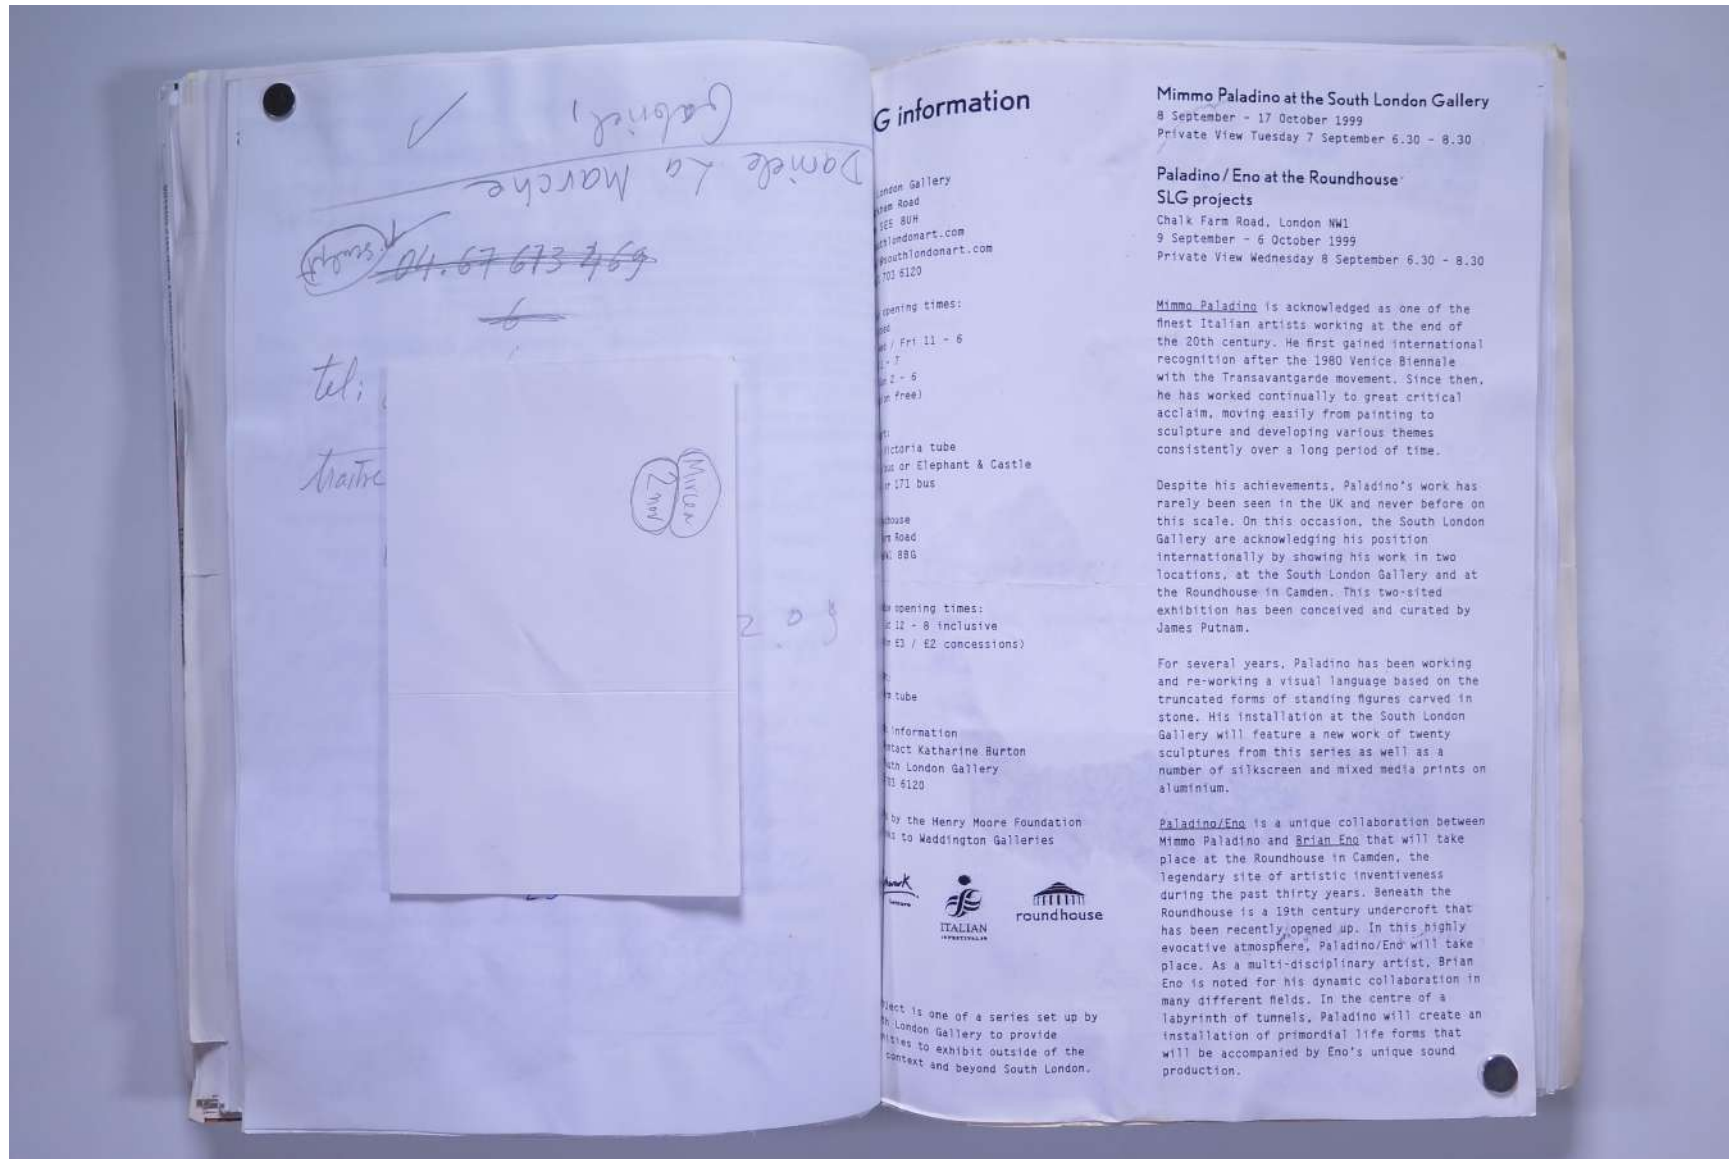 Gabriel,
Daniele La Marche
04.67 673 469
6
tel:
traitre
Mircea
2 nov
G information
London Gallery
SE5 8UH
southlondonart.com
@southlondonart.com
703 6120
opening times:
/ Fri 11 - 6
- 7
2 - 6
free)
Victoria tube
bus or Elephant & Castle
or 171 bus
Road
8BG
opening times:
12 - 8 inclusive
£3 / £2 concessions)
tube
information
contact Katharine Burton
South London Gallery
703 6120
by the Henry Moore Foundation
to Waddington Galleries
ITALIAN
roundhouse
is one of a series set up by
London Gallery to provide
to exhibit outside of the
context and beyond South London.
Mimmo Paladino at the South London Gallery
8 September - 17 October 1999
Private View Tuesday 7 September 6.30 - 8.30
Paladino/Eno at the Roundhouse
SLG projects
Chalk Farm Road, London NW1
9 September - 6 October 1999
Private View Wednesday 8 September 6.30 - 8.30
Mimmo Paladino is acknowledged as one of the
finest Italian artists working at the end of
the 20th century. He first gained international
recognition after the 1980 Venice Biennale
with the Transavantgarde movement. Since then,
he has worked continually to great critical
acclaim, moving easily from painting to
sculpture and developing various themes
consistently over a long period of time.
Despite his achievements, Paladino's work has
rarely been seen in the UK and never before on
this scale. On this occasion, the South London
Gallery are acknowledging his position
internationally by showing his work in two
locations, at the South London Gallery and at
the Roundhouse in Camden. This two-sited
exhibition has been conceived and curated by
James Putnam.
For several years, Paladino has been working
and re-working a visual language based on the
truncated forms of standing figures carved in
stone. His installation at the South London
Gallery will feature a new work of twenty
sculptures from this series as well as a
number of silkscreen and mixed media prints on
aluminium.
Paladino/Eno is a unique collaboration between
Mimmo Paladino and Brian Eno that will take
place at the Roundhouse in Camden, the
legendary site of artistic inventiveness
during the past thirty years. Beneath the
Roundhouse is a 19th century undercroft that
has been recently opened up. In this highly
evocative atmosphere, Paladino/Eno will take
place. As a multi-disciplinary artist, Brian
Eno is noted for his dynamic collaboration in
many different fields. In the centre of a
labyrinth of tunnels, Paladino will create an
installation of primordial life forms that
will be accompanied by Eno's unique sound
production.